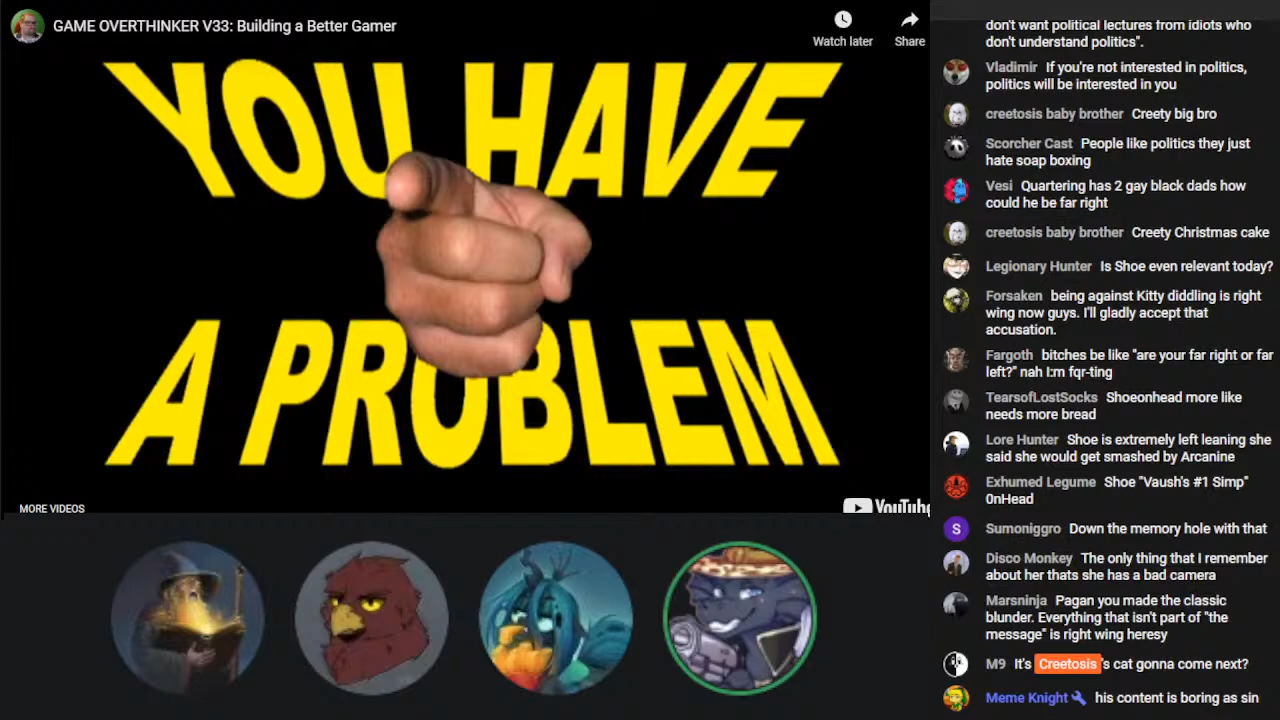 GAME OVERTHINKER V33: Building a Better Gamer
Watch later
Share
YOU HAVE
A PROBLEM
MORE VIDEOS
YouTube
don't want political lectures from idiots who
don't understand politics".
Vladimir If you're not interested in politics,
politics will be interested in you
creetosis baby brother Creety big bro
Scorcher Cast People like politics they just
hate soap boxing
Vesi Quartering has 2 gay black dads how
could he be far right
creetosis baby brother Creety Christmas cake
Legionary Hunter Is Shoe even relevant today?
Forsaken being against Kitty diddling is right
wing now guys. I'll gladly accept that
accusation.
Fargoth bitches be like "are your far right or far
left?" nah I:m fqr-ting
TearsofLostSocks Shoeonhead more like
needs more bread
Lore Hunter Shoe is extremely left leaning she
said she would get smashed by Arcanine
Exhumed Legume Shoe "Vaush's #1 Simp"
0nHead
S
Sumoniggro Down the memory hole with that
Disco Monkey The only thing that I remember
about her thats she has a bad camera
Marsninja Pagan you made the classic
blunder. Everything that isn't part of "the
message" is right wing heresy
M9 It's Creetosis's cat gonna come next?
Meme Knight his content is boring as sin